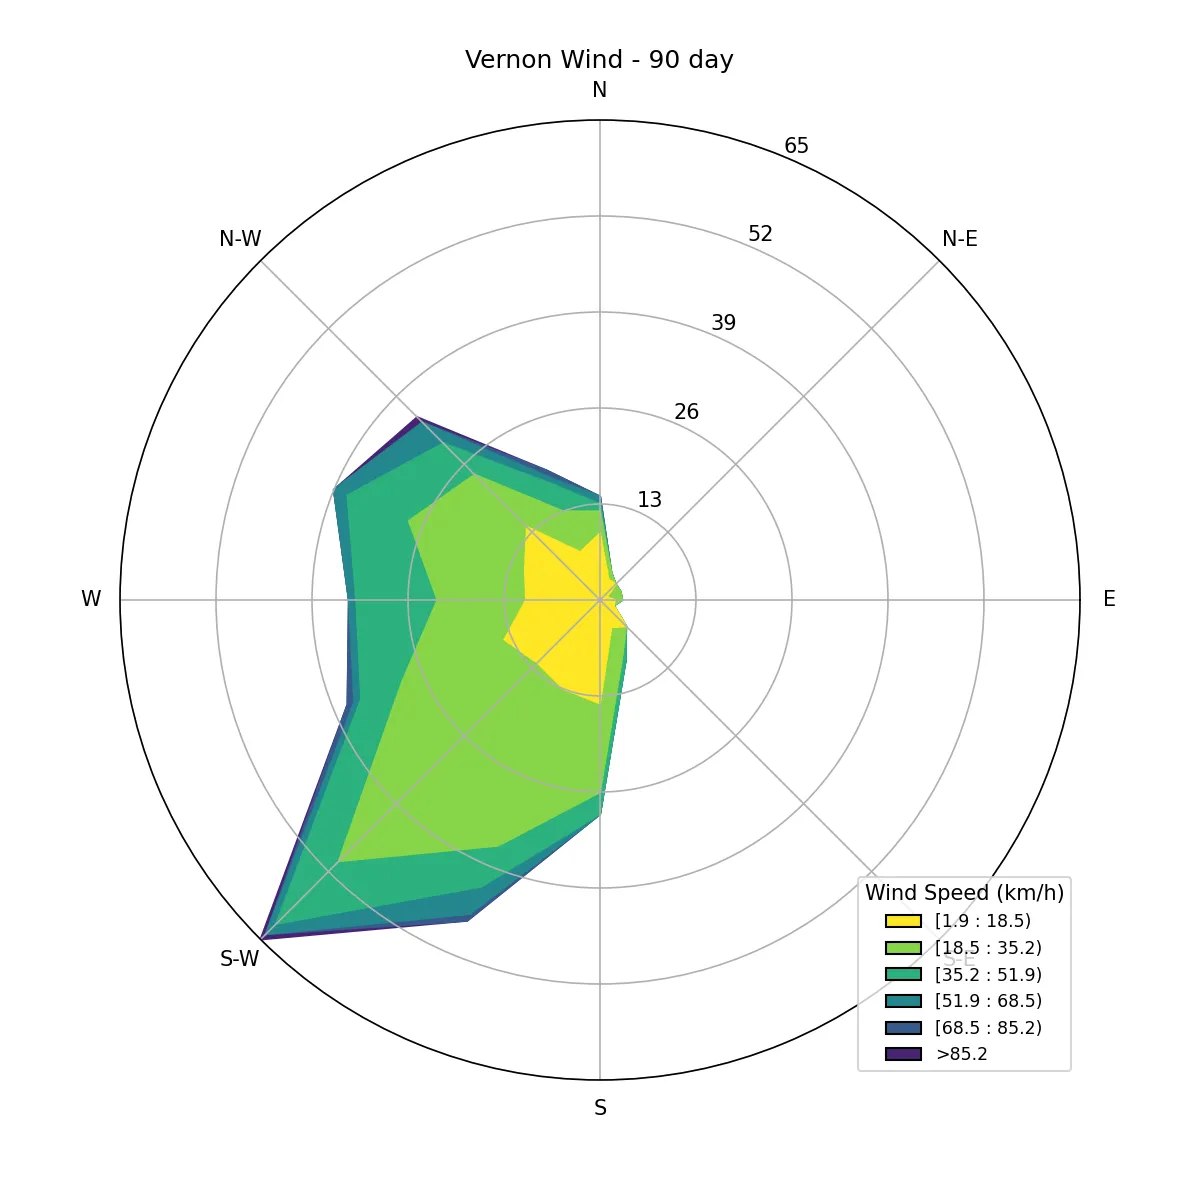 Vernon Wind - 90 day
N
65
N-W
52
N-E
39
26
13
W
E
Wind Speed (km/h)
[1.9 : 18.5)
[18.5 : 35.2)
S-W
S-E
[35.2 : 51.9)
[51.9 : 68.5)
[68.5 : 85.2)
>85.2
S